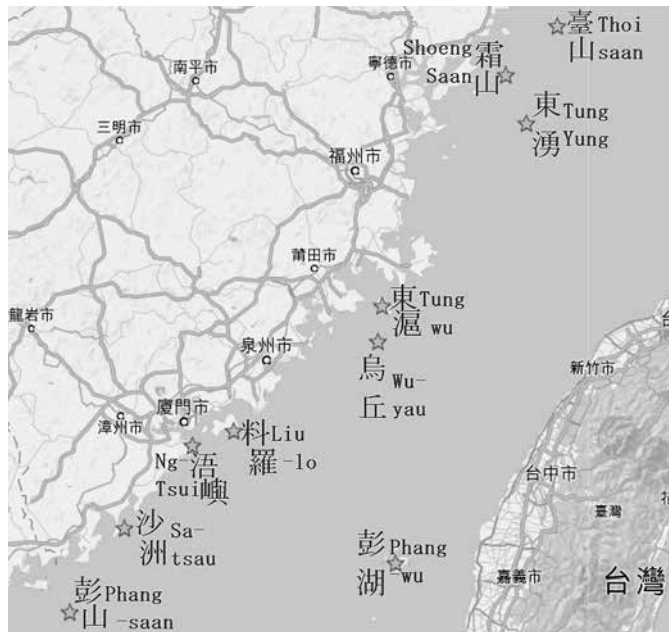 臺 Thoi
山 saan
Shoeng 霜
Saan 山
寧德市
南平市
東 Tung
湧 Yung
三明市
福州市
莆田市
東 Tung
滬 wu
龍岩市
泉州市
烏 Wu-
丘 yau
新竹市
廈門市
漳州市
料 Liu
羅 -lo
Ng- 浯
Tsui 嶼
台中市
臺灣
沙 Sa-
洲 tsau
彭 Phang
湖 -wu
嘉義市
台灣
彭 Phang
山 -saan